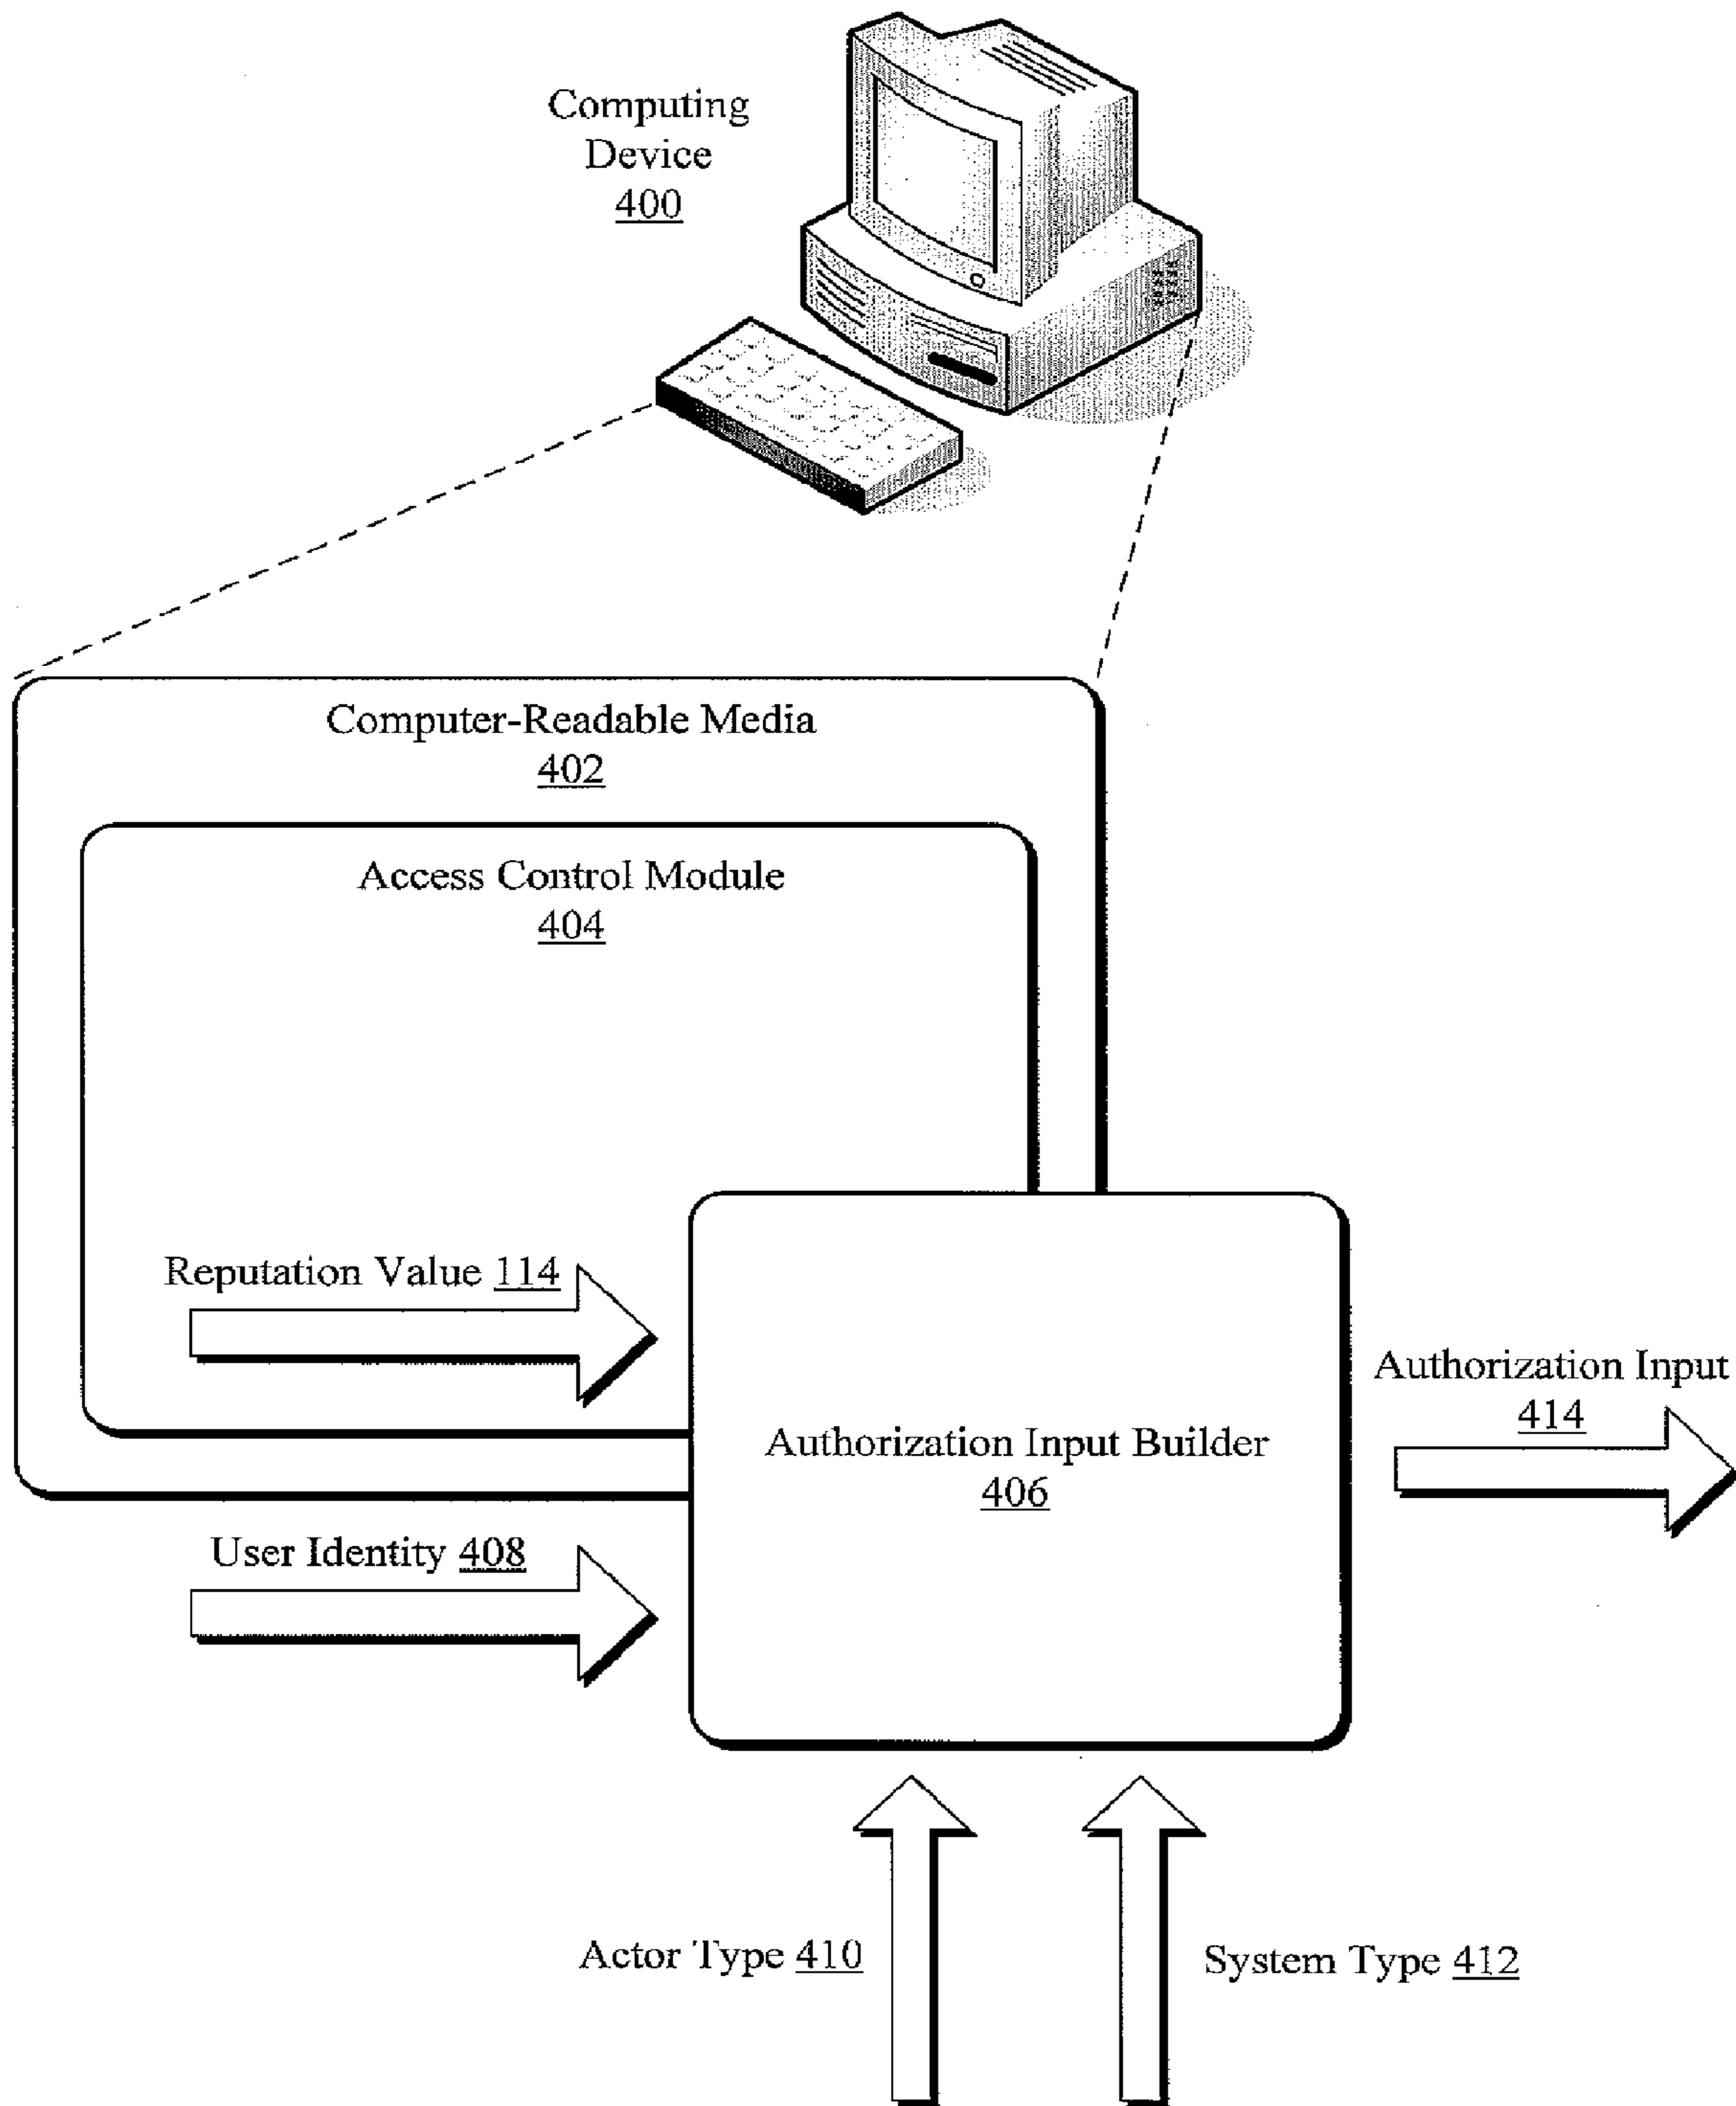 Computing
Device
400
Computer-Readable Media
402
Access Control Module
404
Reputation Value 114
Authorization Input
414
Authorization Input Builder
406
User Identity 408
Actor Type 410
System Type 412